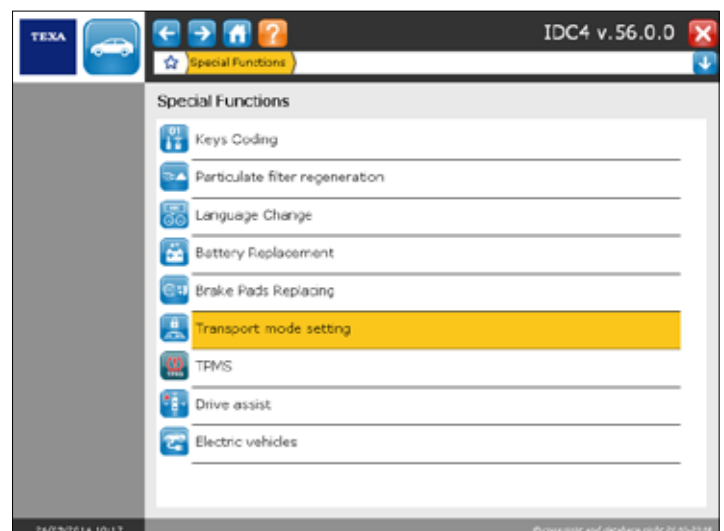 TEXA
IDC4 v.56.0.0
Special Functions
Special Functions
Keys Coding
Particulate filter regeneration
Language Change
Battery Replacement
Brake Pads Replacing
Transport mode setting
TPMS
Drive assist
Electric vehicles